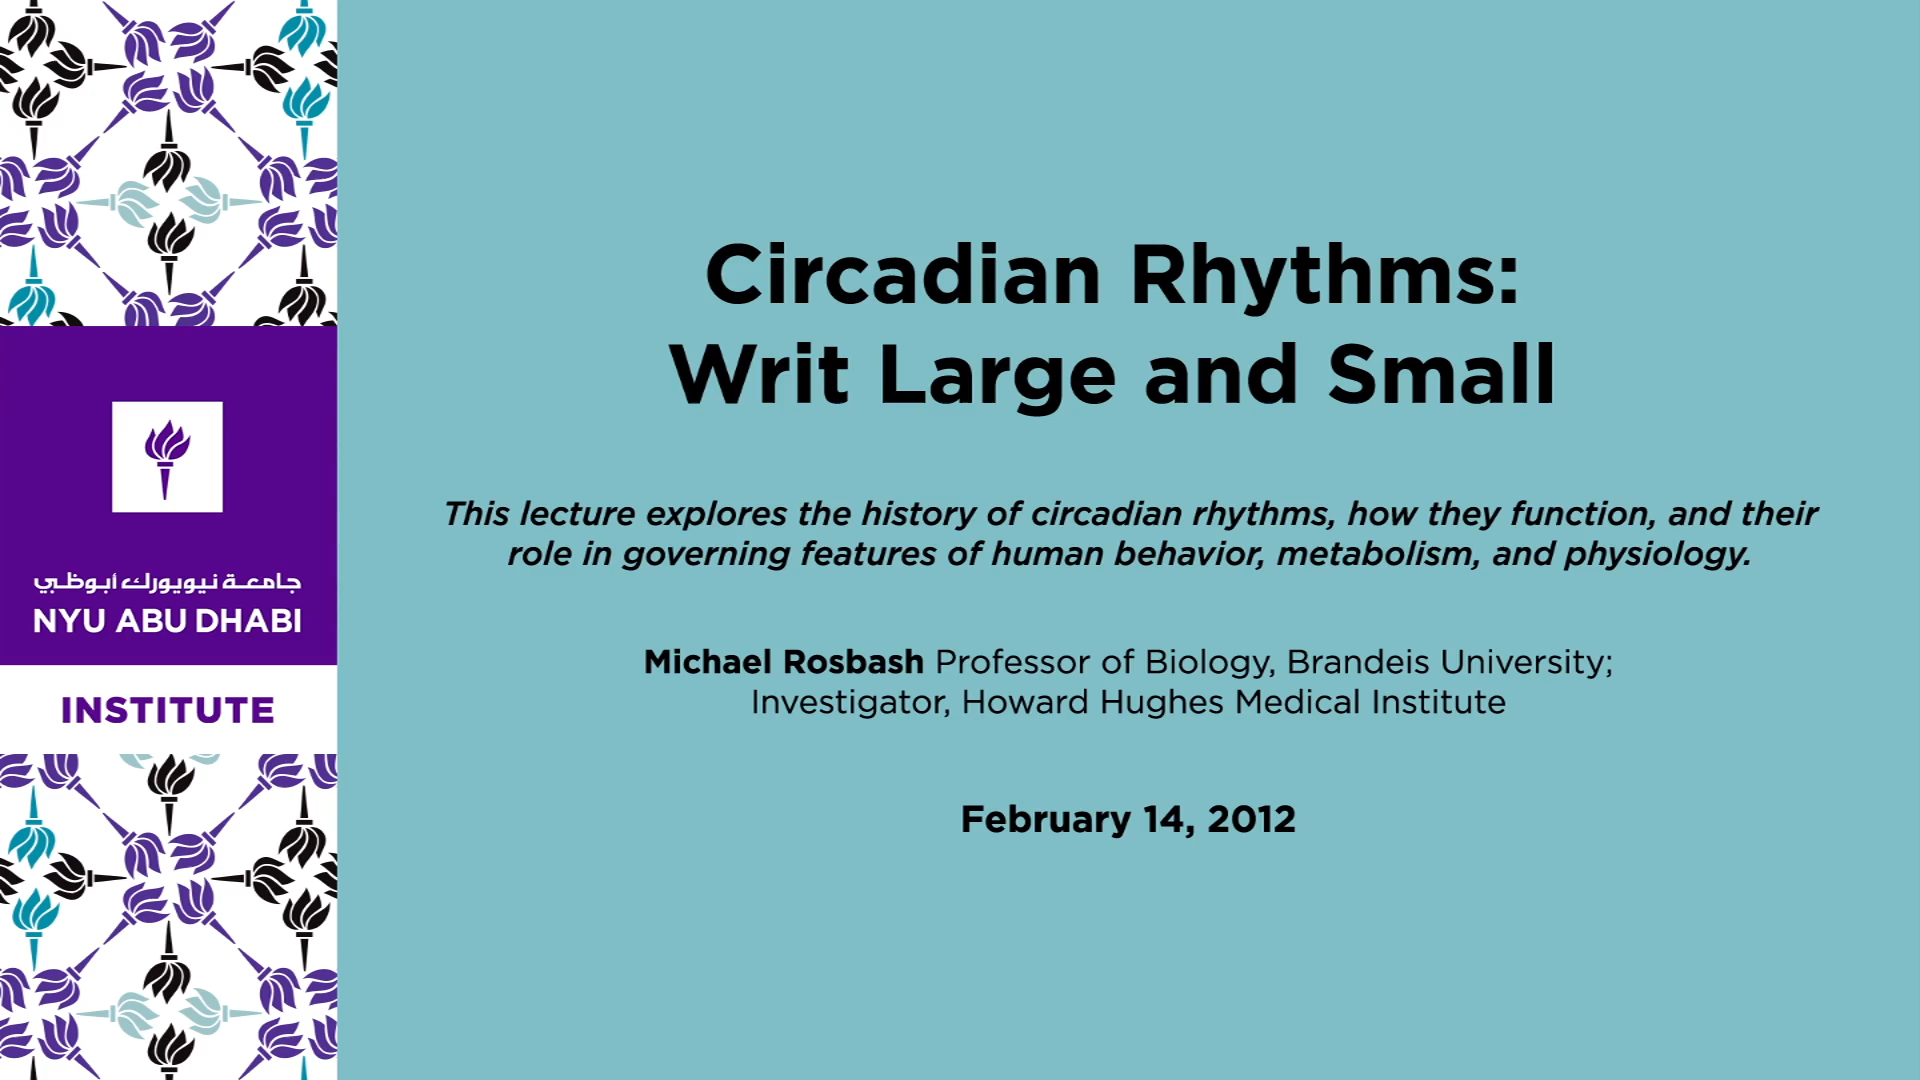 جامعة نيويورك أبوظبي
NYU ABU DHABI
INSTITUTE
Circadian Rhythms:
Writ Large and Small
This lecture explores the history of circadian rhythms, how they function, and their
role in governing features of human behavior, metabolism, and physiology.
Michael Rosbash Professor of Biology, Brandeis University;
Investigator, Howard Hughes Medical Institute
February 14, 2012